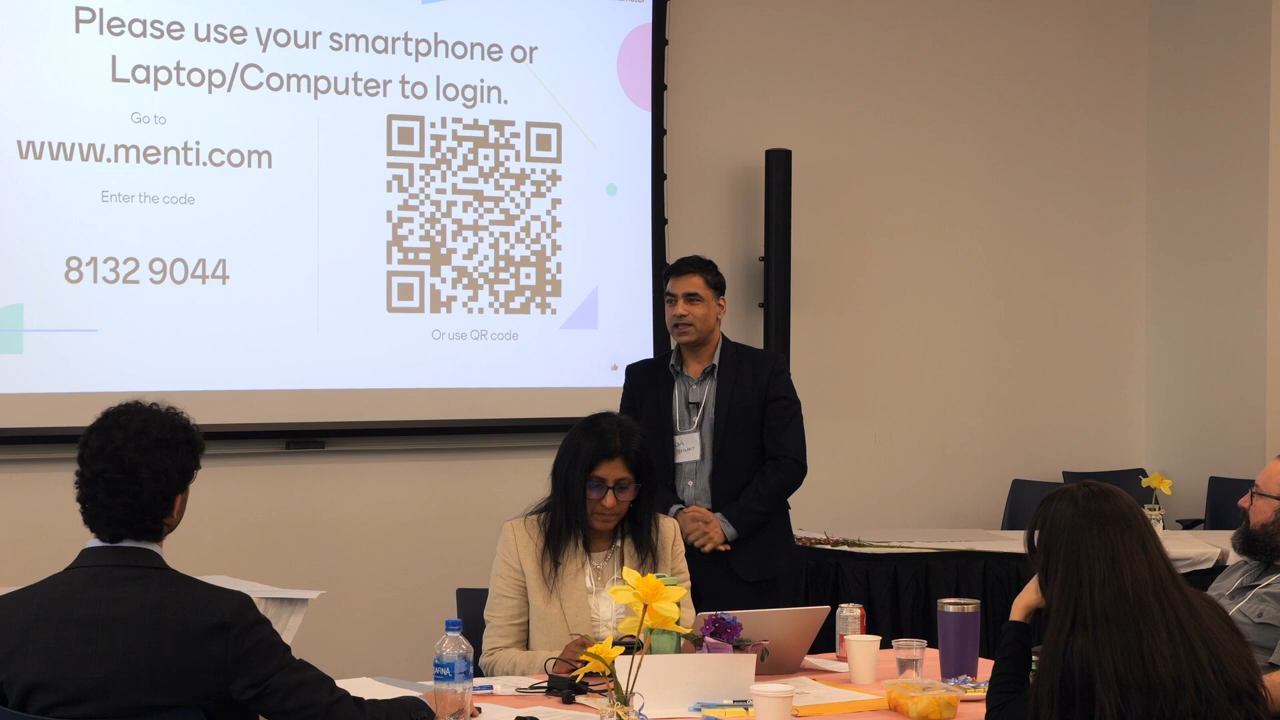 Please use your smartphone or
Laptop/Computer to login.
Go to
www.menti.com
Enter the code
8132 9044
Or use QR code